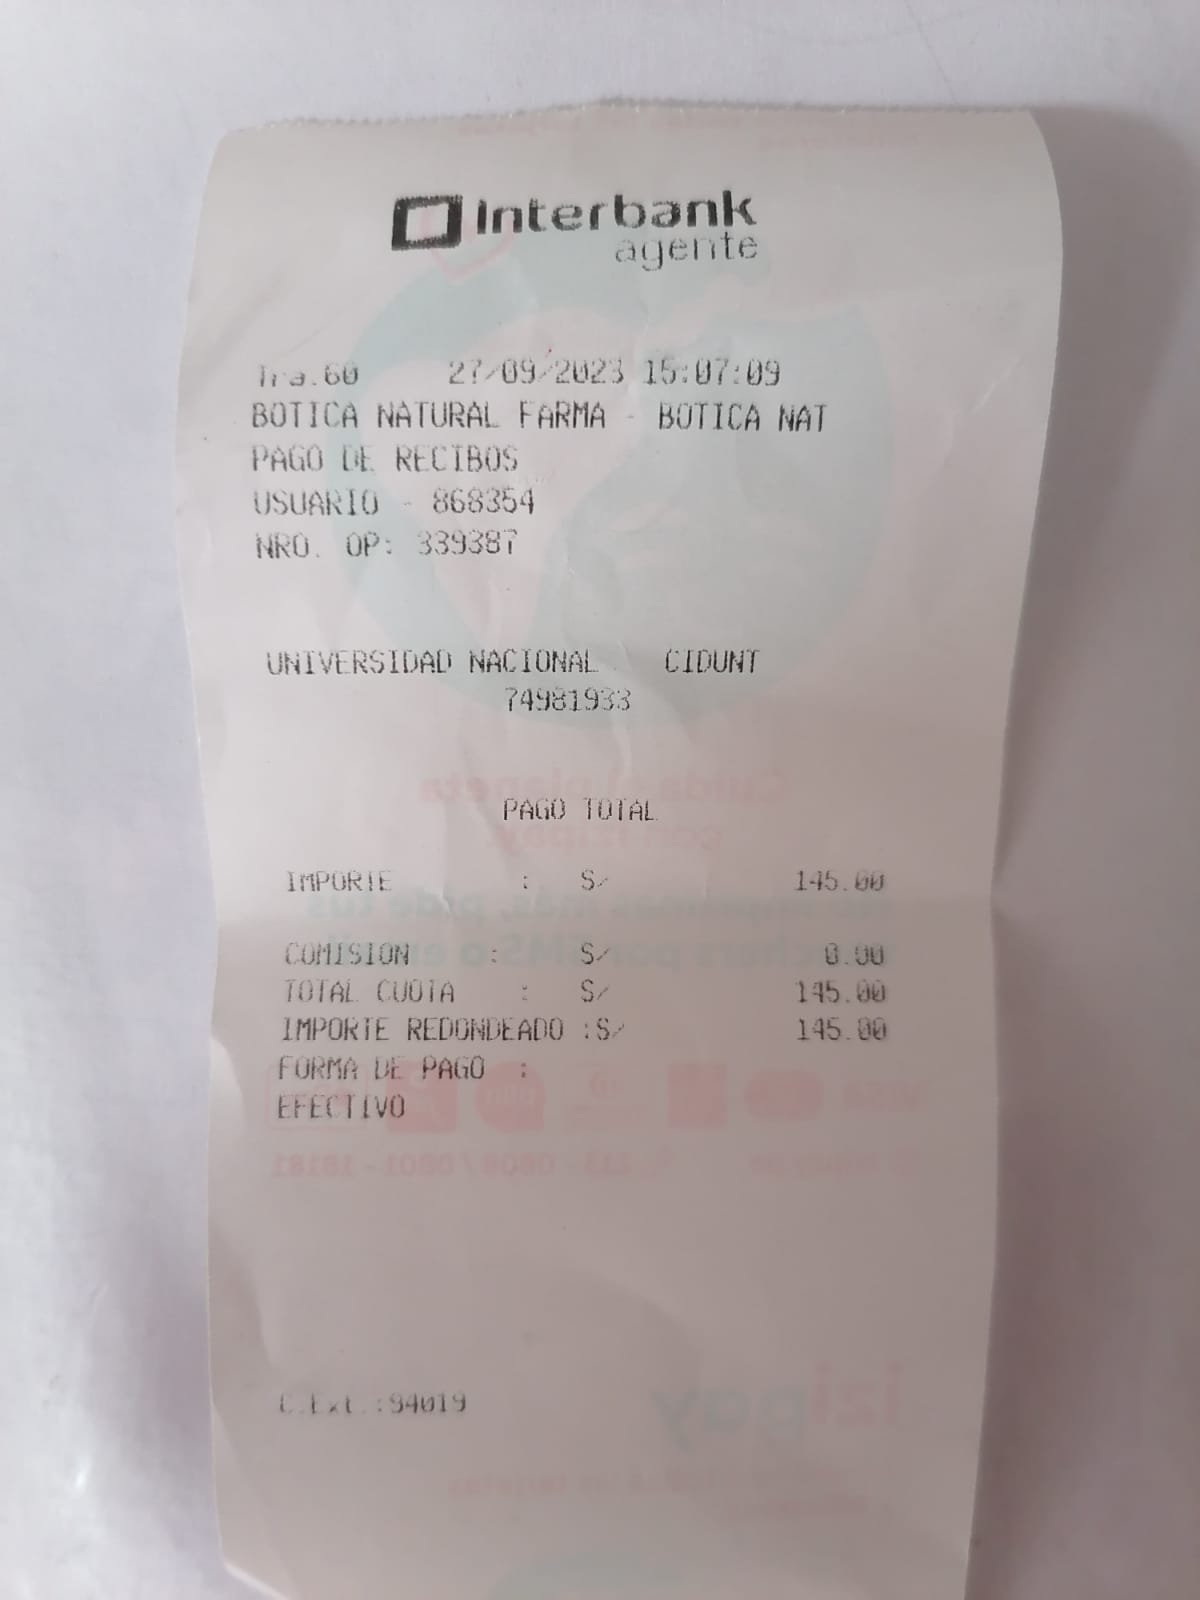 Interbank
agente
Tra.60 27/09/2023 15:07:09
BOTICA NATURAL FARMA - BOTICA NAT
PAGO DE RECIBOS
USUARIO - 868354
NRO. OP: 339387
UNIVERSIDAD NACIONAL CIDUNT
74981933
PAGO TOTAL
IMPORTE : S/ 145.00
COMISION : S/ 0.00
TOTAL CUOTA : S/ 145.00
IMPORTE REDONDEADO :S/ 145.00
FORMA DE PAGO :
EFECTIVO
C.Ext.:94019
izipay